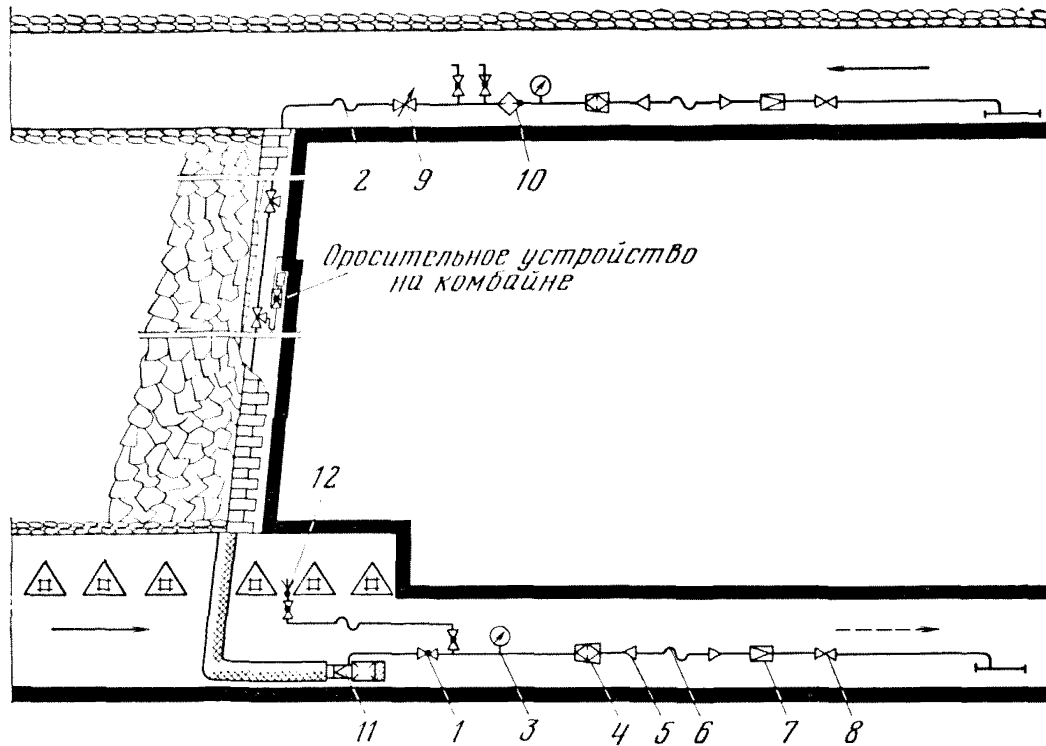 2 9 10
Оросительное устройство
на комбайне
12
11 1 3 4 5 6 7 8